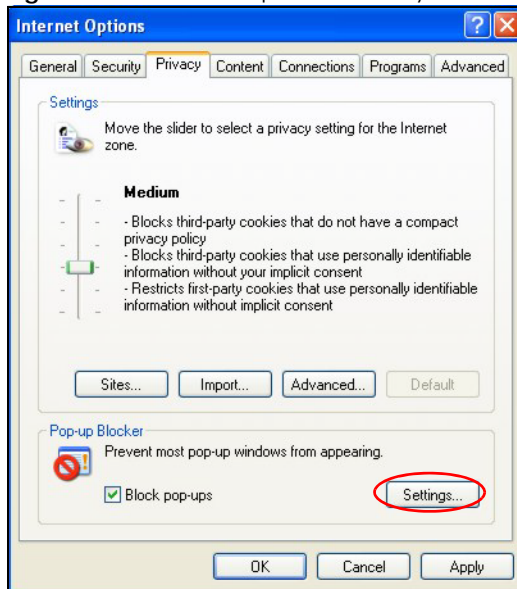 Internet Options
General Security Privacy Content Connections Programs Advanced
Settings
Move the slider to select a privacy setting for the Internet
zone.
Medium
- Blocks third-party cookies that do not have a compact
privacy policy
- Blocks third-party cookies that use personally identifiable
information without your implicit consent
- Restricts first-party cookies that use personally identifiable
information without implicit consent
Sites... Import... Advanced... Default
Pop-up Blocker
Prevent most pop-up windows from appearing.
Block pop-ups Settings...
OK Cancel Apply